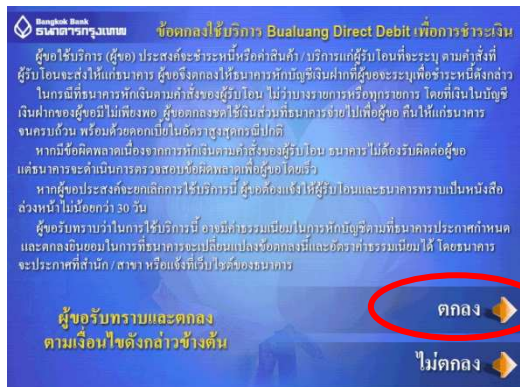 Bangkok Bank
ธนาคารกรุงเทพ
ข้อตกลงใช้บริการ Bualuang Direct Debit เพื่อการชำระเงิน
ผู้ขอใช้บริการ (ผู้ขอ) ประสงค์จะชำระหนี้หรือค่าสินค้า / บริการแก่ผู้รับโอนที่จะระบุ ตามคำสั่งที่
ผู้รับโอนจะส่งให้แก่ธนาคาร ผู้ขอจึงตกลงให้ธนาคารหักบัญชีเงินฝากที่ผู้ขอจะระบุเพื่อชำระหนี้ดังกล่าว
ในกรณีที่ธนาคารหักเงินตามคำสั่งของผู้รับโอน ไม่ว่าบางรายการหรือทุกรายการ โดยที่เงินในบัญชี
เงินฝากของผู้ขอมีไม่เพียงพอ ผู้ขอตกลงชดใช้เงินส่วนที่ธนาคารจ่ายไปเพื่อผู้ขอ คืนให้แก่ธนาคาร
จนครบถ้วน พร้อมด้วยดอกเบี้ยในอัตราสูงสุดกรณีปกติ
หากมีข้อผิดพลาดเนื่องจากการหักเงินตามคำสั่งของผู้รับโอน ธนาคารไม่ต้องรับผิดต่อผู้ขอ
แต่ธนาคารจะดำเนินการตรวจสอบข้อผิดพลาดเพื่อผู้ขอโดยเร็ว
หากผู้ขอประสงค์จะยกเลิกการใช้บริการนี้ ผู้ขอต้องแจ้งให้ผู้รับโอนและธนาคารทราบเป็นหนังสือ
ล่วงหน้าไม่น้อยกว่า 30 วัน
ผู้ขอรับทราบว่าในการใช้บริการนี้ อาจมีค่าธรรมเนียมในการหักบัญชีตามที่ธนาคารประกาศกำหนด
และตกลงยินยอมในการที่ธนาคารจะเปลี่ยนแปลงข้อตกลงนี้และอัตราค่าธรรมเนียมได้ โดยธนาคาร
จะประกาศที่สำนัก / สาขา หรือแจ้งที่เว็บไซต์ของธนาคาร
ตกลง
ผู้ขอรับทราบและตกลง
ตามเงื่อนไขดังกล่าวข้างต้น
ไม่ตกลง